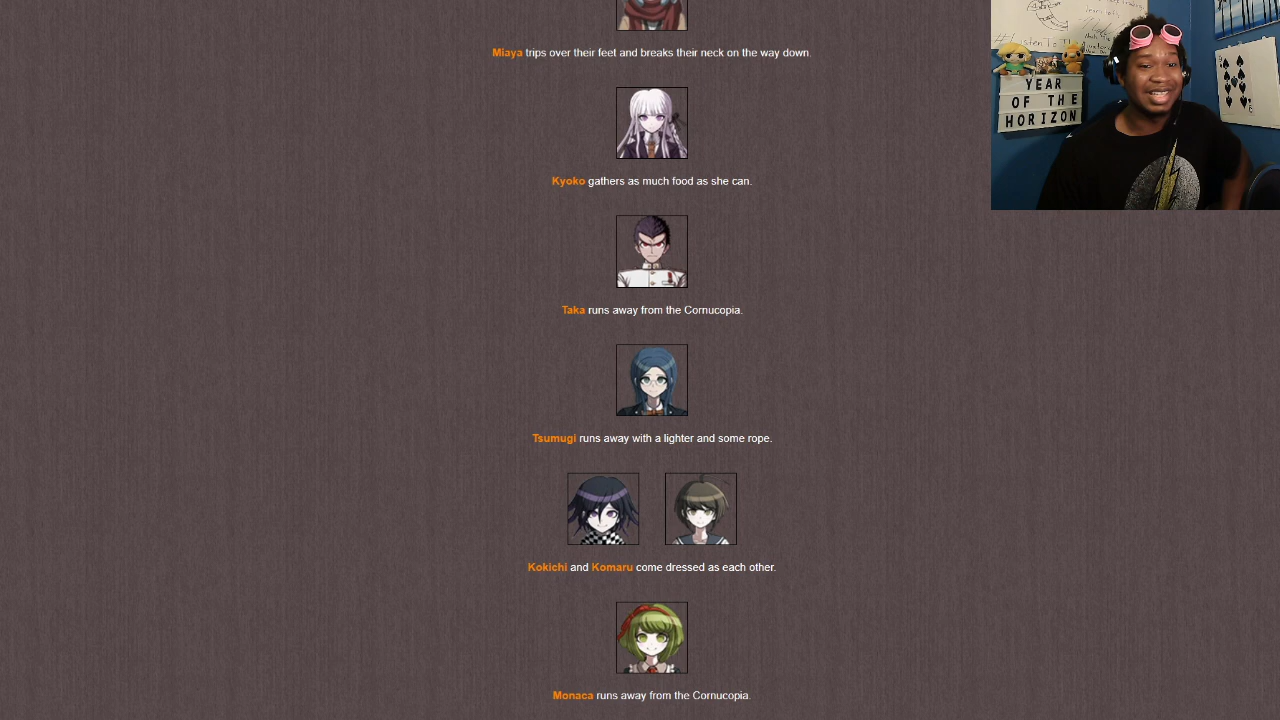 Miaya trips over their feet and breaks their neck on the way down.
Kyoko gathers as much food as she can.
Taka runs away from the Cornucopia.
Tsumugi runs away with a lighter and some rope.
Kokichi and Komaru come dressed as each other.
Monaca runs away from the Cornucopia.
YEAR
OF THE
HORIZON